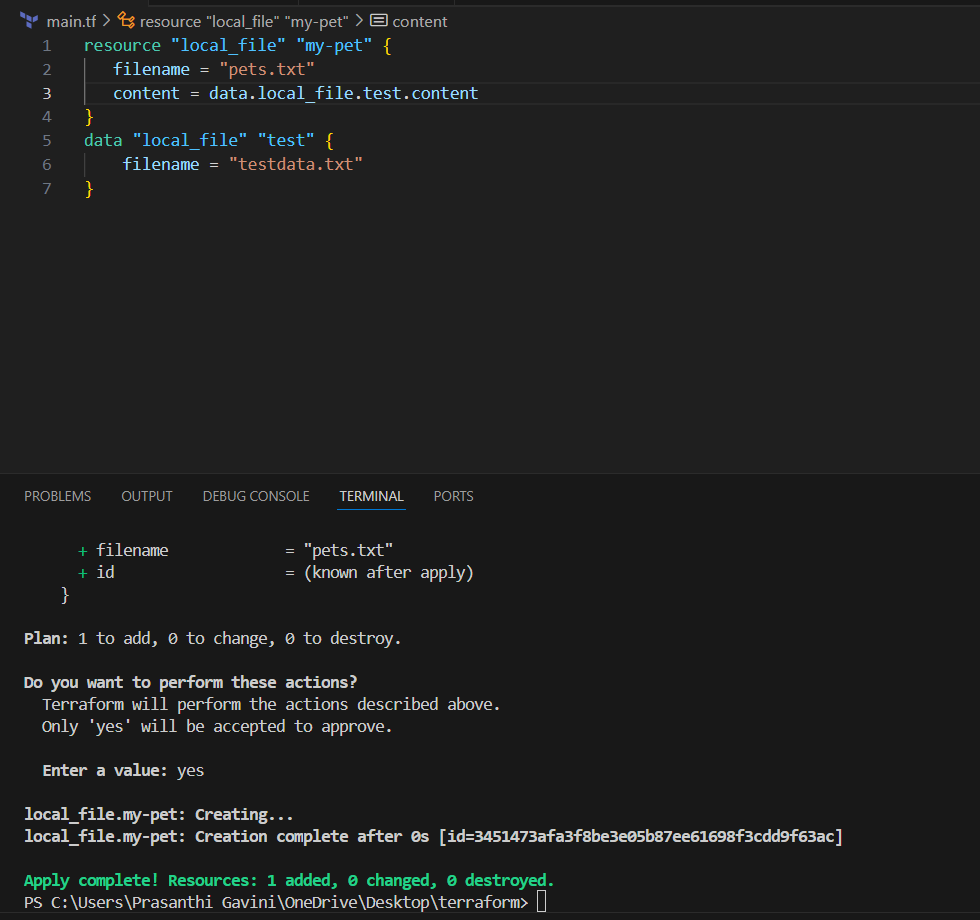 main.tf > resource "local_file" "my-pet" > content
1 resource "local_file" "my-pet" {
2 filename = "pets.txt"
3 content = data.local_file.test.content
4 }
5 data "local_file" "test" {
6 filename = "testdata.txt"
7 }
PROBLEMS OUTPUT DEBUG CONSOLE TERMINAL PORTS
+ filename = "pets.txt"
+ id = (known after apply)
}
Plan: 1 to add, 0 to change, 0 to destroy.
Do you want to perform these actions?
Terraform will perform the actions described above.
Only 'yes' will be accepted to approve.
Enter a value: yes
local_file.my-pet: Creating...
local_file.my-pet: Creation complete after 0s [id=3451473afa3f8be3e05b87ee61698f3cdd9f63ac]
Apply complete! Resources: 1 added, 0 changed, 0 destroyed.
PS C:\Users\Prasanthi Gavini\OneDrive\Desktop\terraform>